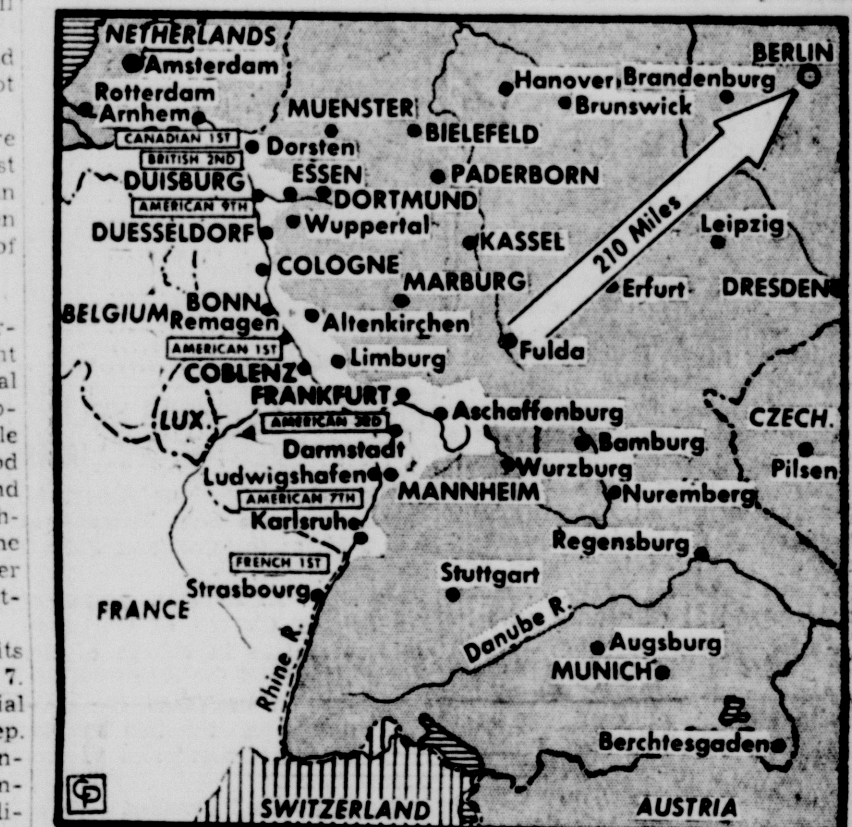 NETHERLANDS
Amsterdam
BERLIN
Hanover, Brandenburg
Brunswick
Rotterdam
Arnhem
MUENSTER
BIELEFELD
CANADIAN 1ST
Dorsten
BRITISH 2ND
ESSEN
PADERBORN
DUISBURG
DORTMUND
AMERICAN 9TH
Wuppertal
210 Miles
Leipzig
DUESSELDORF
KASSEL
COLOGNE
MARBURG
Erfurt
DRESDEN
BELGIUM
BONN
Remagen
Altenkirchen
AMERICAN 1ST
Limburg
Fulda
COBLENZ
FRANKFURT
LUX.
AMERICAN 3RD
Aschaffenburg
CZECH.
Darmstadt
Bamburg
Pilsen
Ludwigshafen
Wurzburg
MANNHEIM
Nuremberg
AMERICAN 7TH
Karlsruhe
Regensburg
FRENCH 1ST
Stuttgart
Strasbourg
FRANCE
Danube R.
Rhine R.
Augsburg
MUNICH
Berchtesgaden
CP
SWITZERLAND
AUSTRIA